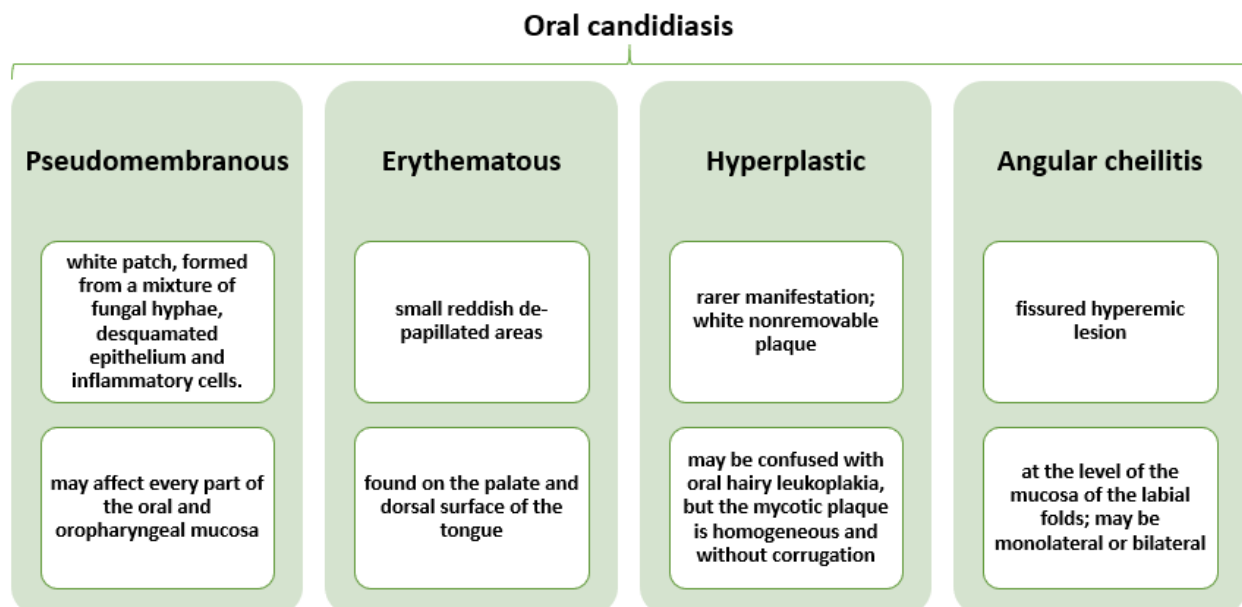 Oral candidiasis
Pseudomembranous
white patch, formed
from a mixture of
fungal hyphae,
desquamated
epithelium and
inflammatory cells.
may affect every part of
the oral and
oropharyngeal mucosa
Erythematous
small reddish de-
papillated areas
found on the palate and
dorsal surface of the
tongue
Hyperplastic
rarer manifestation;
white nonremovable
plaque
may be confused with
oral hairy leukoplakia,
but the mycotic plaque
is homogeneous and
without corrugation
Angular cheilitis
fissured hyperemic
lesion
at the level of the
mucosa of the labial
folds; may be
monolateral or bilateral